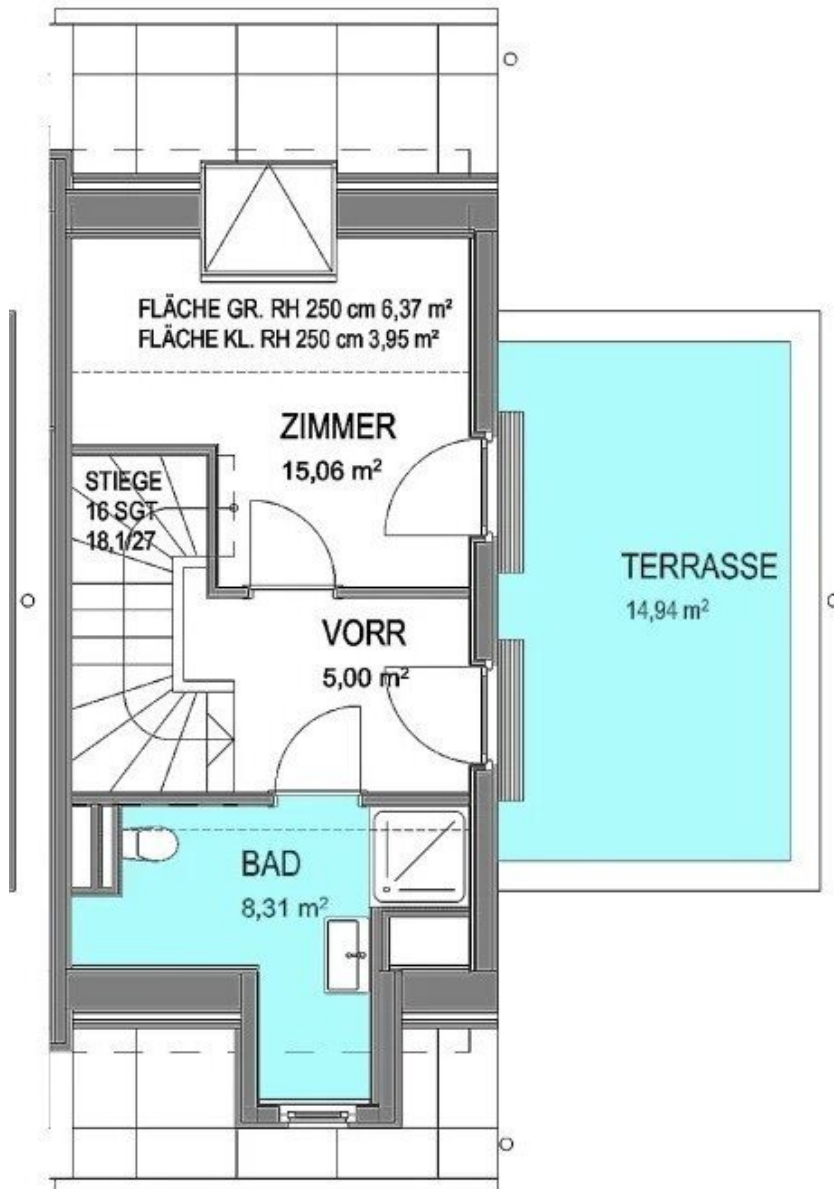 FLÄCHE GR. RH 250 cm 6,37 m²
FLÄCHE KL. RH 250 cm 3,95 m²
ZIMMER
15,06 m²
STIEGE
16 SGT
18,1/27
TERRASSE
14,94 m²
VORR
5,00 m²
BAD
8,31 m²